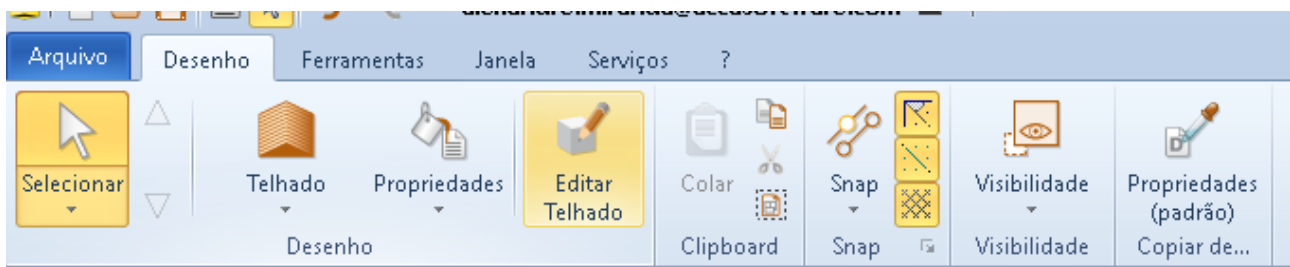 Arquivo Desenho Ferramentas Janela Serviços ?
Selecionar Telhado Propriedades Editar Telhado Colar Snap Visibilidade Propriedades (padrão)
Desenho Clipboard Snap Visibilidade Copiar de...